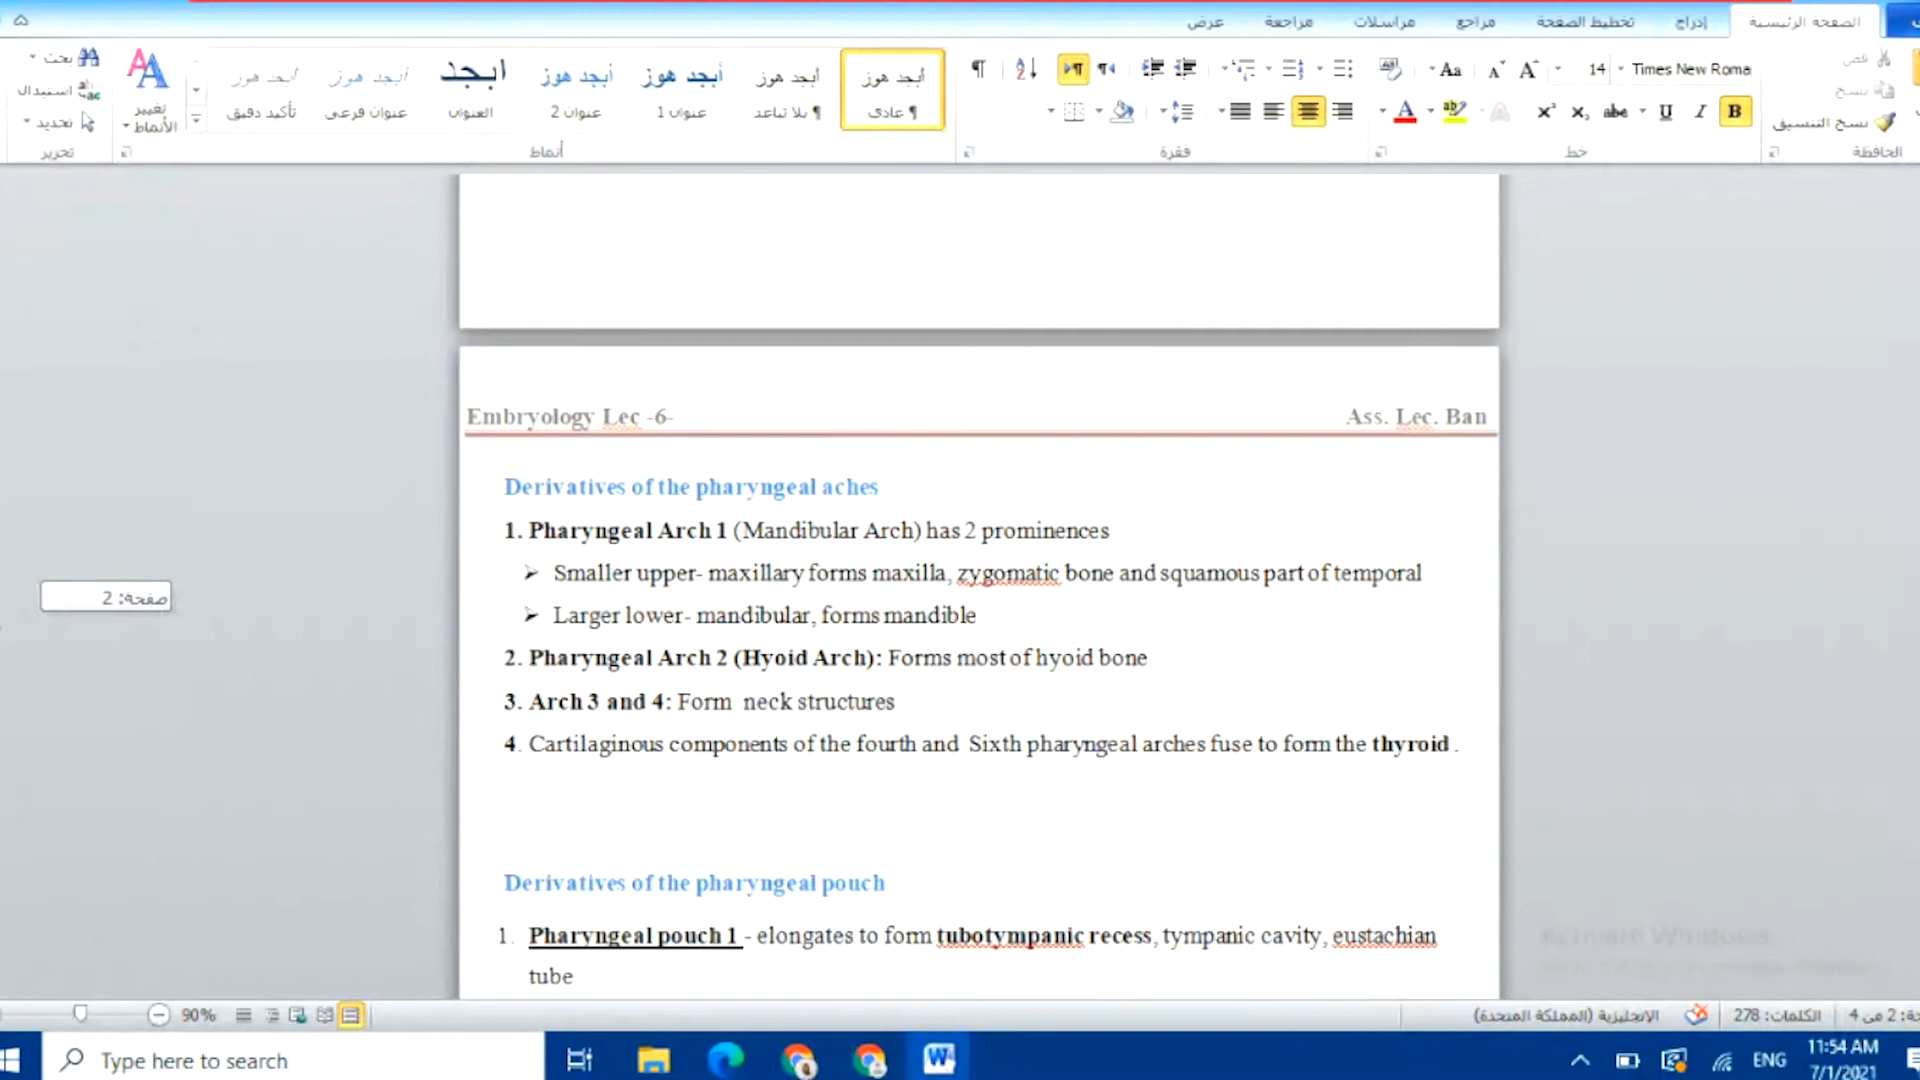 الصفحة الرئيسية إدراج تخطيط الصفحة مراجع مراسلات مراجعة عرض
قص
نسخ
نسخ التنسيق
الحافظة
Times New Roma 14
Aa
خط
فقرة
أبجد هوز أبجد هوز أبجد هوز أبجد هوز ابجد أبجد هوز أبجد هوز
عادي بلا تباعد عنوان 1 عنوان 2 العنوان عنوان فرعي تأكيد دقيق
أنماط
تغيير
الأنماط
بحث
استبدال
تحديد
تحرير
Embryology Lec -6- Ass. Lec. Ban
Derivatives of the pharyngeal aches
1. Pharyngeal Arch 1 (Mandibular Arch) has 2 prominences
➢ Smaller upper- maxillary forms maxilla, zygomatic bone and squamous part of temporal
➢ Larger lower- mandibular, forms mandible
2. Pharyngeal Arch 2 (Hyoid Arch): Forms most of hyoid bone
3. Arch 3 and 4: Form neck structures
4. Cartilaginous components of the fourth and Sixth pharyngeal arches fuse to form the thyroid .
صفحة: 2
Derivatives of the pharyngeal pouch
1. Pharyngeal pouch 1 - elongates to form tubotympanic recess, tympanic cavity, eustachian
tube
Activate Windows
2 من 4 الكلمات: 278 الإنجليزية (المملكة المتحدة)
90%
Type here to search
ENG
11:54 AM
7/1/2021